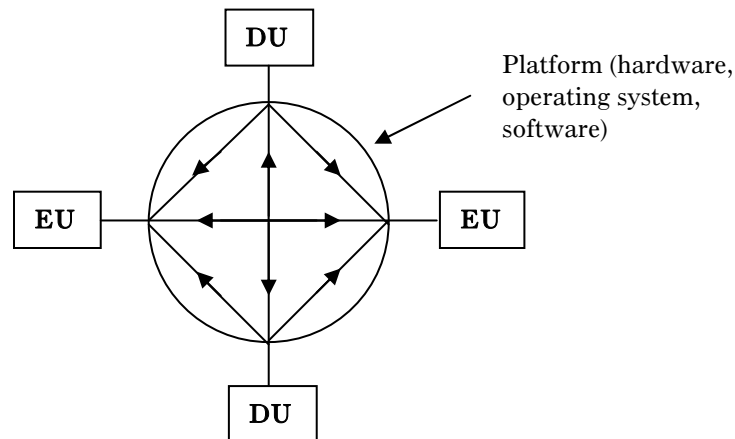 DU
Platform (hardware,
operating system,
software)
EU
EU
DU